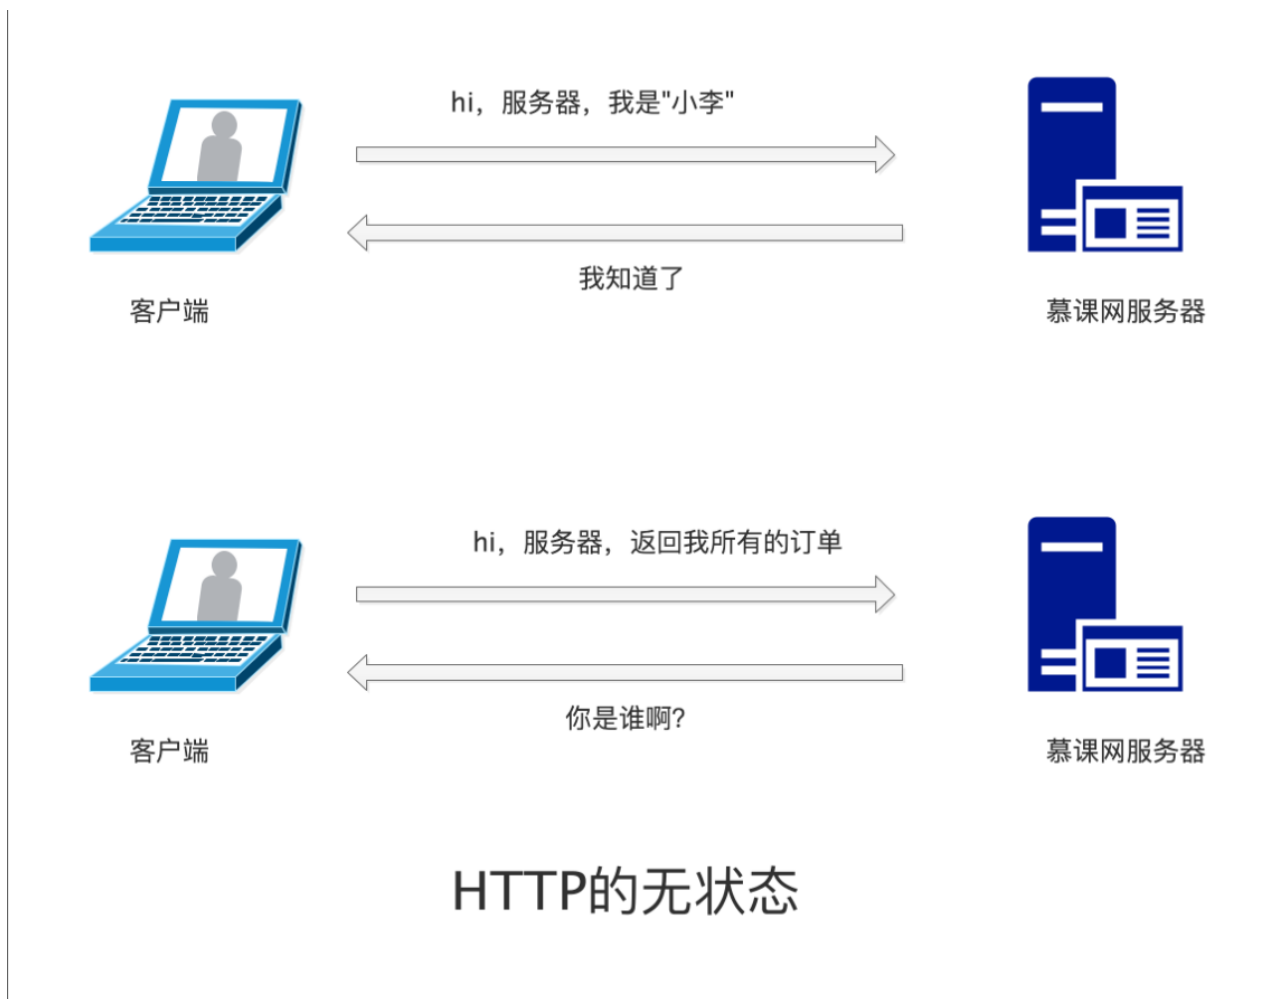 hi，服务器，我是"小李"
我知道了
客户端
慕课网服务器
hi，服务器，返回我所有的订单
你是谁啊?
客户端
慕课网服务器
HTTP的无状态